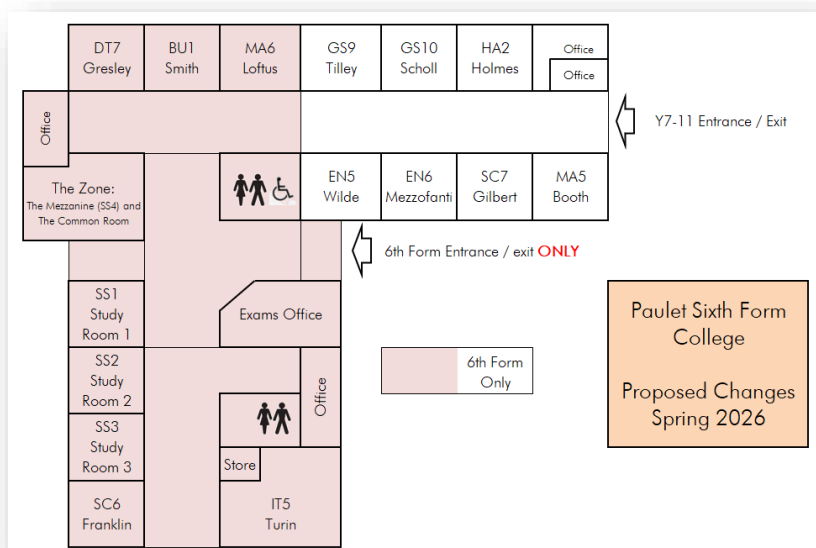 DT7
Gresley
BU1
Smith
MA6
Loftus
GS9
Tilley
GS10
Scholl
HA2
Holmes
Office
Office
Office
Y7-11 Entrance / Exit
The Zone:
The Mezzanine (SS4) and
The Common Room
EN5
Wilde
EN6
Mezzofanti
SC7
Gilbert
MA5
Booth
6th Form Entrance / exit ONLY
SS1
Study
Room 1
Exams Office
Paulet Sixth Form
College
Proposed Changes
Spring 2026
SS2
Study
Room 2
Office
6th Form
Only
SS3
Study
Room 3
Store
SC6
Franklin
IT5
Turin